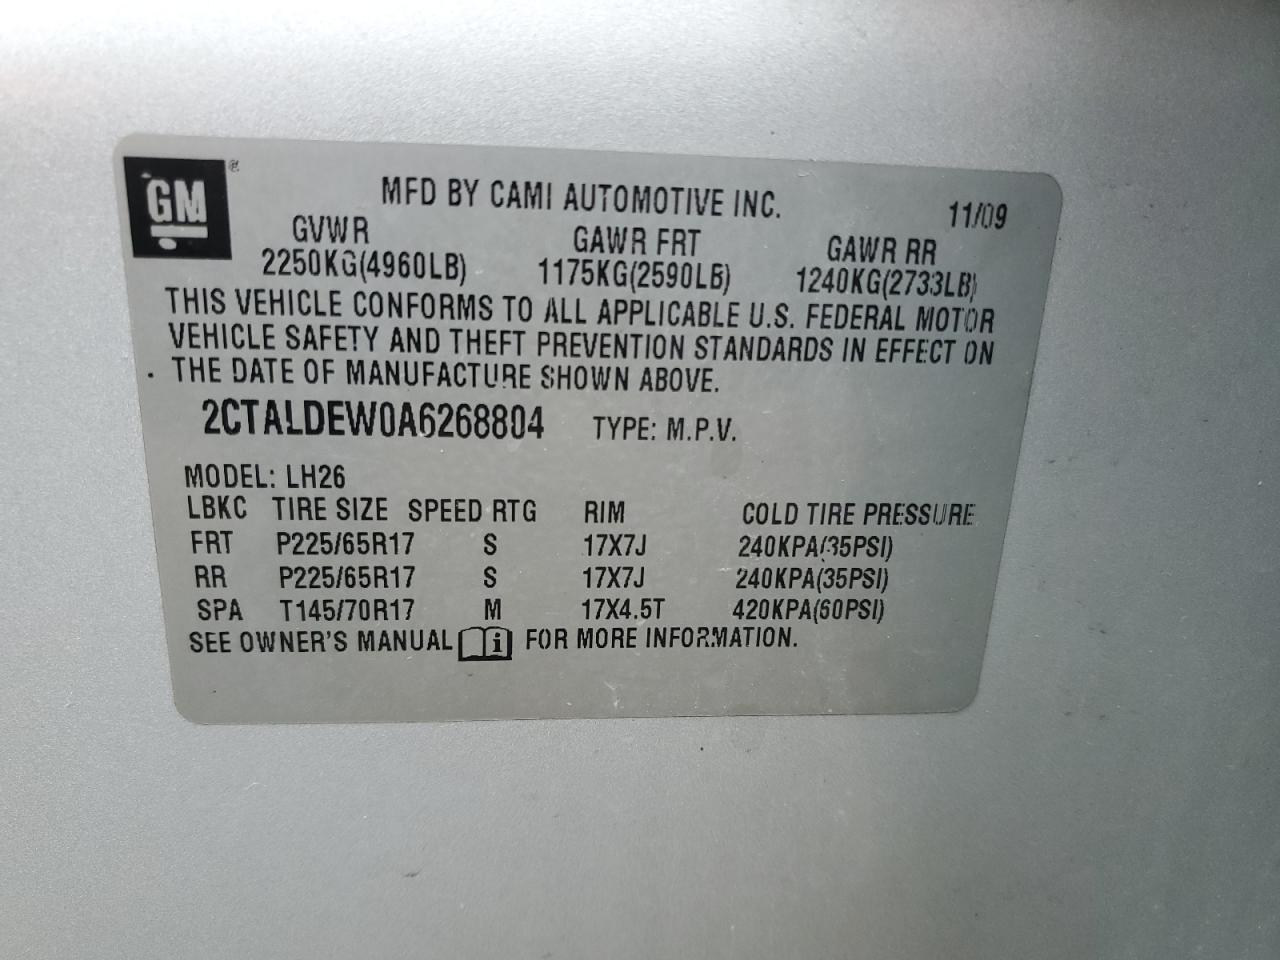 GM ®
MFD BY CAMI AUTOMOTIVE INC. 11/09
GVWR GAWR FRT GAWR RR
2250KG(4960LB) 1175KG(2590LB) 1240KG(2733LB)
THIS VEHICLE CONFORMS TO ALL APPLICABLE U.S. FEDERAL MOTOR
VEHICLE SAFETY AND THEFT PREVENTION STANDARDS IN EFFECT ON
THE DATE OF MANUFACTURE SHOWN ABOVE.
2CTALDEW0A6268804 TYPE: M.P.V.
MODEL: LH26
LBKC TIRE SIZE SPEED RTG RIM COLD TIRE PRESSURE
FRT P225/65R17 S 17X7J 240KPA(35PSI)
RR P225/65R17 S 17X7J 240KPA(35PSI)
SPA T145/70R17 M 17X4.5T 420KPA(60PSI)
SEE OWNER'S MANUAL i FOR MORE INFORMATION.